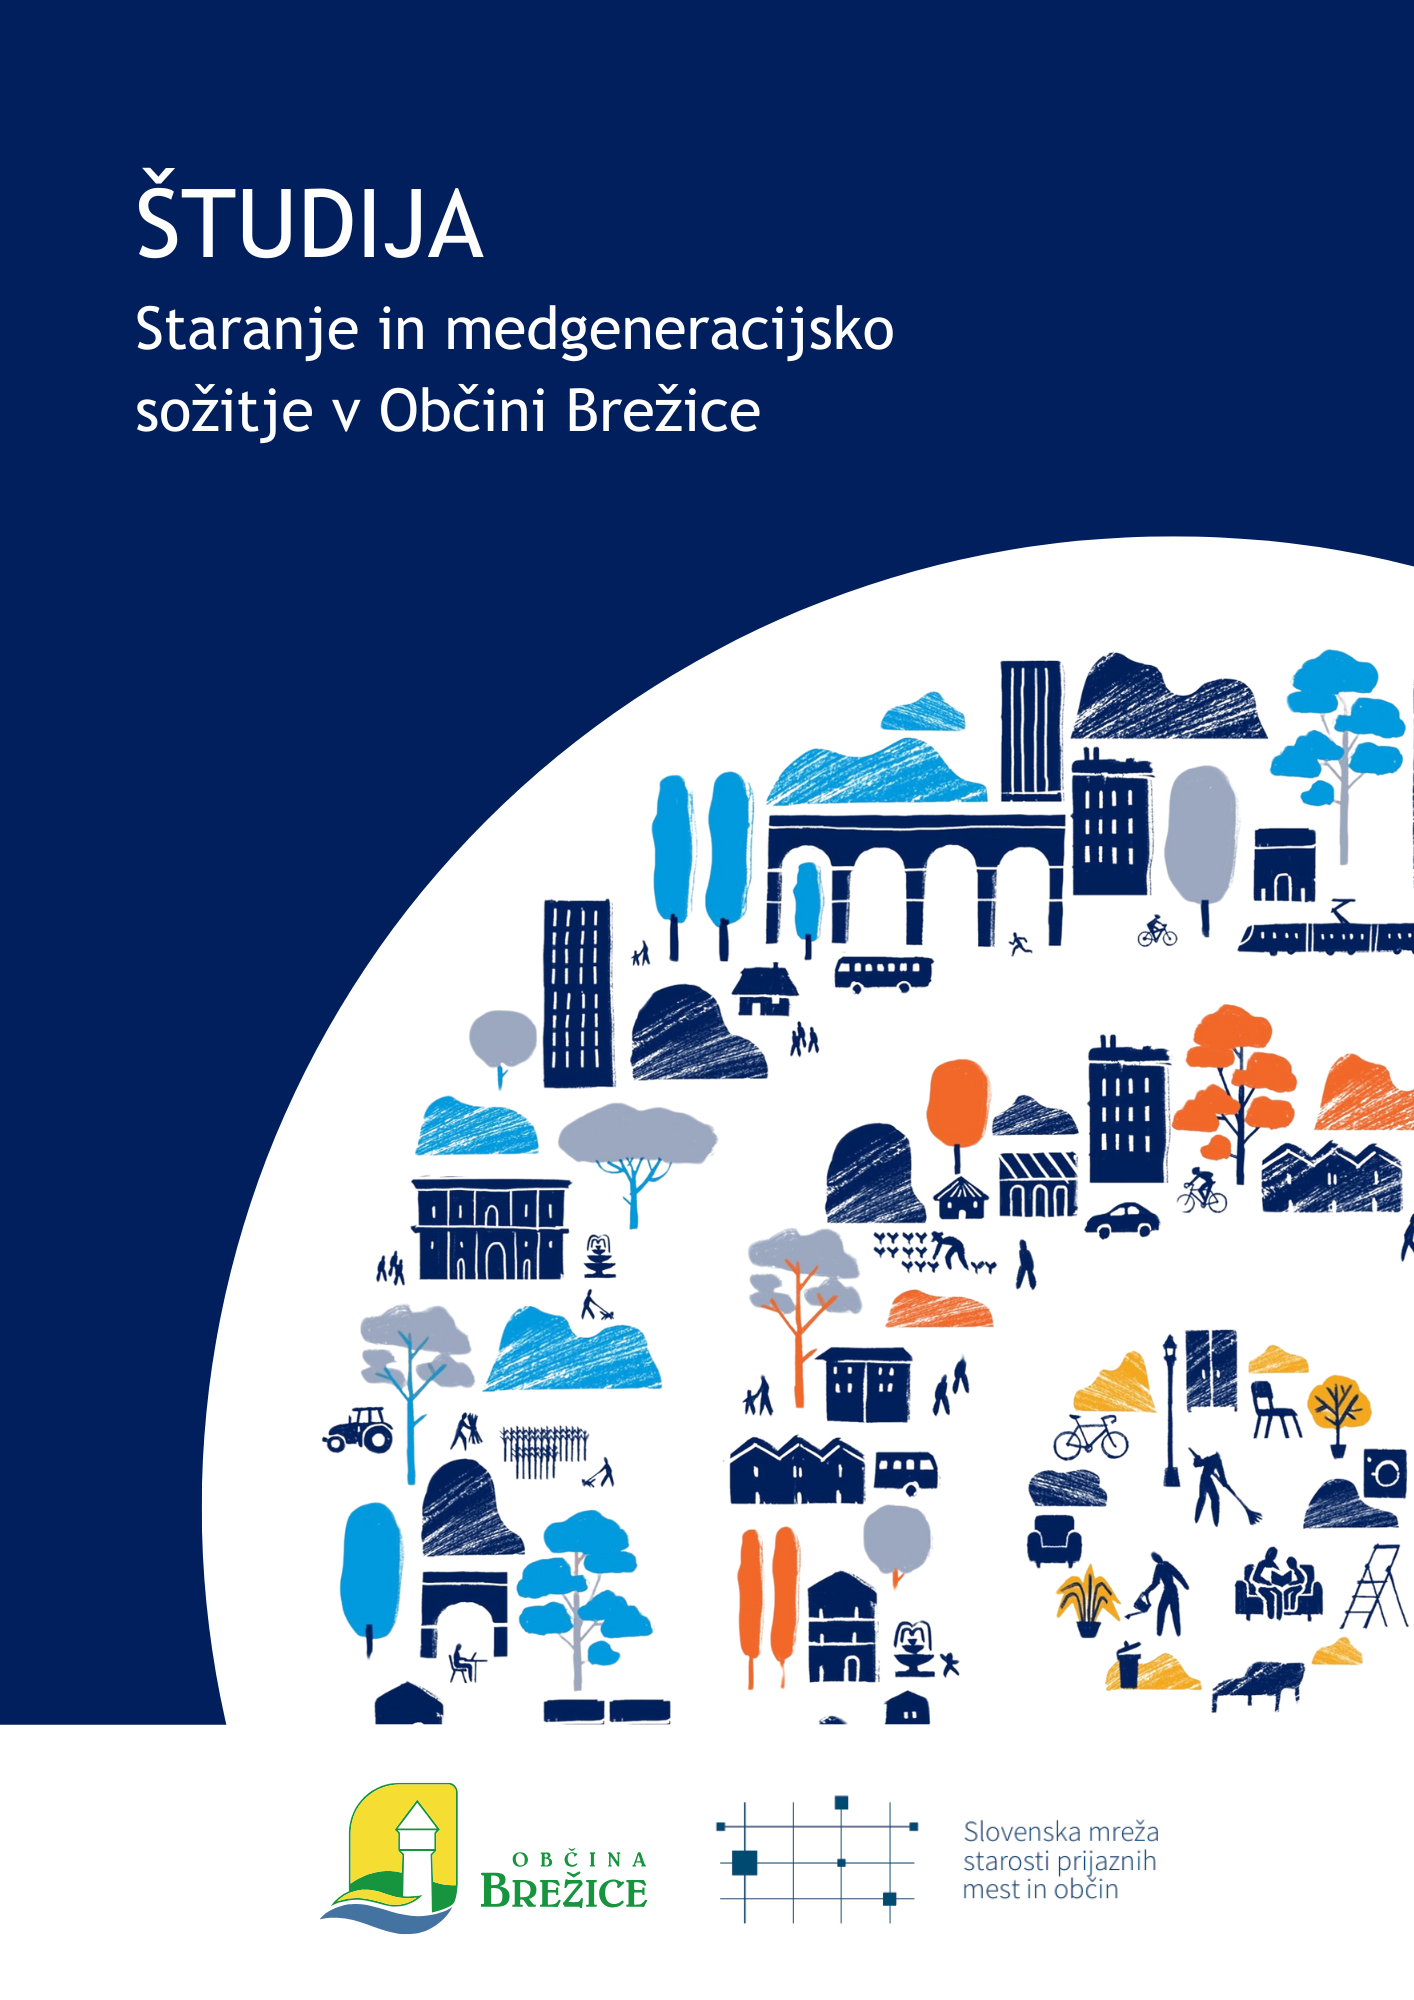 ŠTUDIJA
Staranje in medgeneracijsko
sožitje v Občini Brežice
OBČINA
BREŽICE
Slovenska mreža
starosti prijaznih
mest in občin